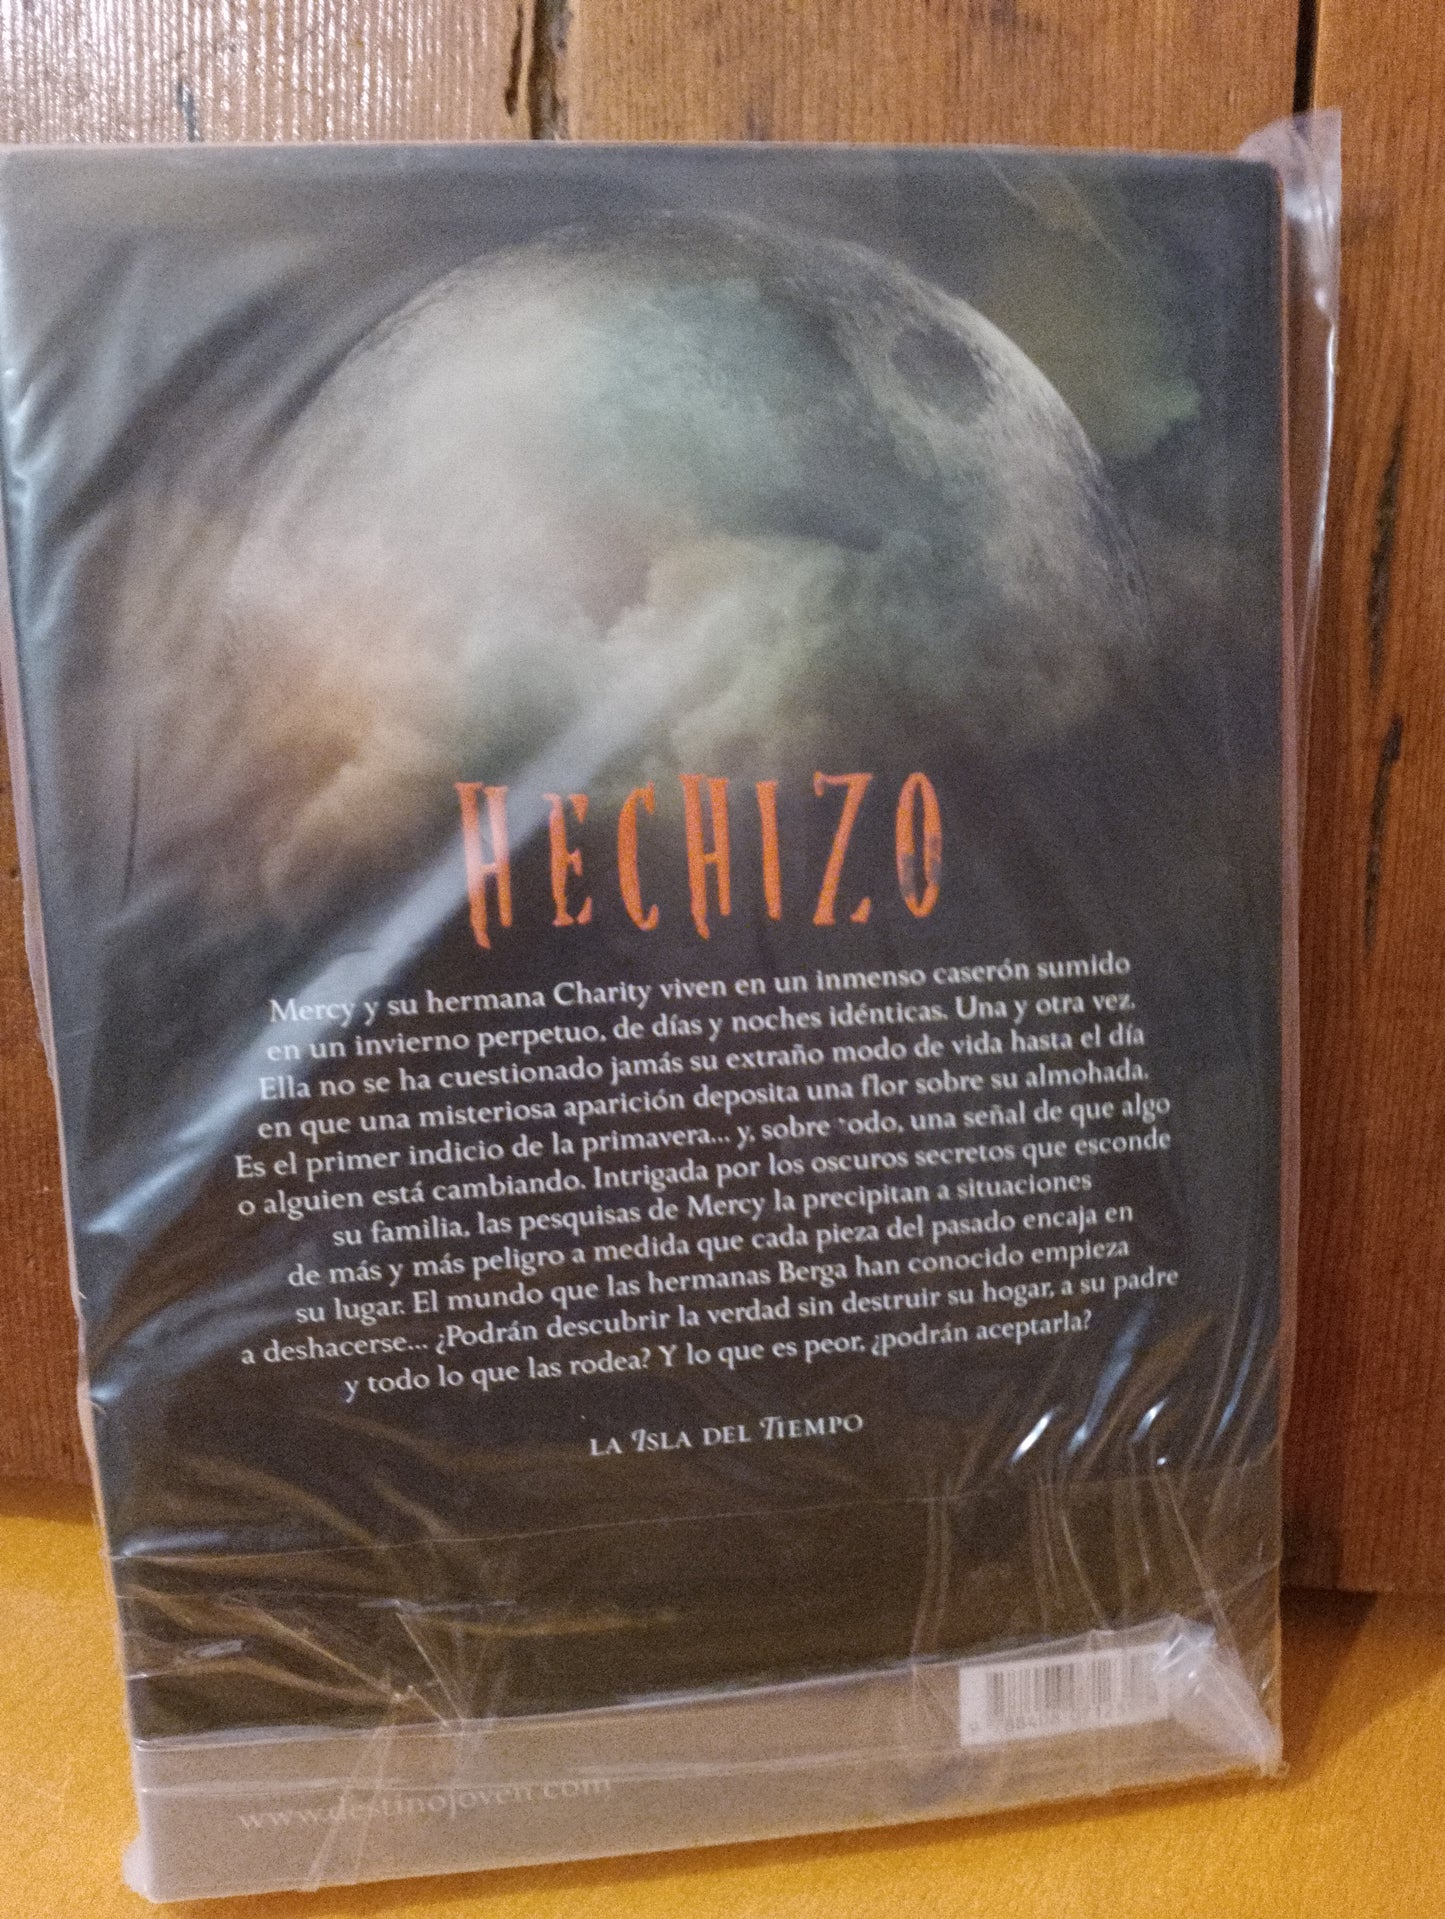 HECHIZO
Mercy y su hermana Charity viven en un inmenso caserón sumido
en un invierno perpetuo, de días y noches idénticas. Una y otra vez.
Ella no se ha cuestionado jamás su extraño modo de vida hasta el día
en que una misteriosa aparición deposita una flor sobre su almohada.
Es el primer indicio de la primavera... y, sobre todo, una señal de que algo
o alguien está cambiando. Intrigada por los oscuros secretos que esconde
su familia, las pesquisas de Mercy la precipitan a situaciones
de más y más peligro a medida que cada pieza del pasado encaja en
su lugar. El mundo que las hermanas Berga han conocido empieza
a deshacerse... ¿Podrán descubrir la verdad sin destruir su hogar, a su padre
y todo lo que las rodea? Y lo que es peor, ¿podrán aceptarla?
LA ISLA DEL TIEMPO
www.destinojoven.com